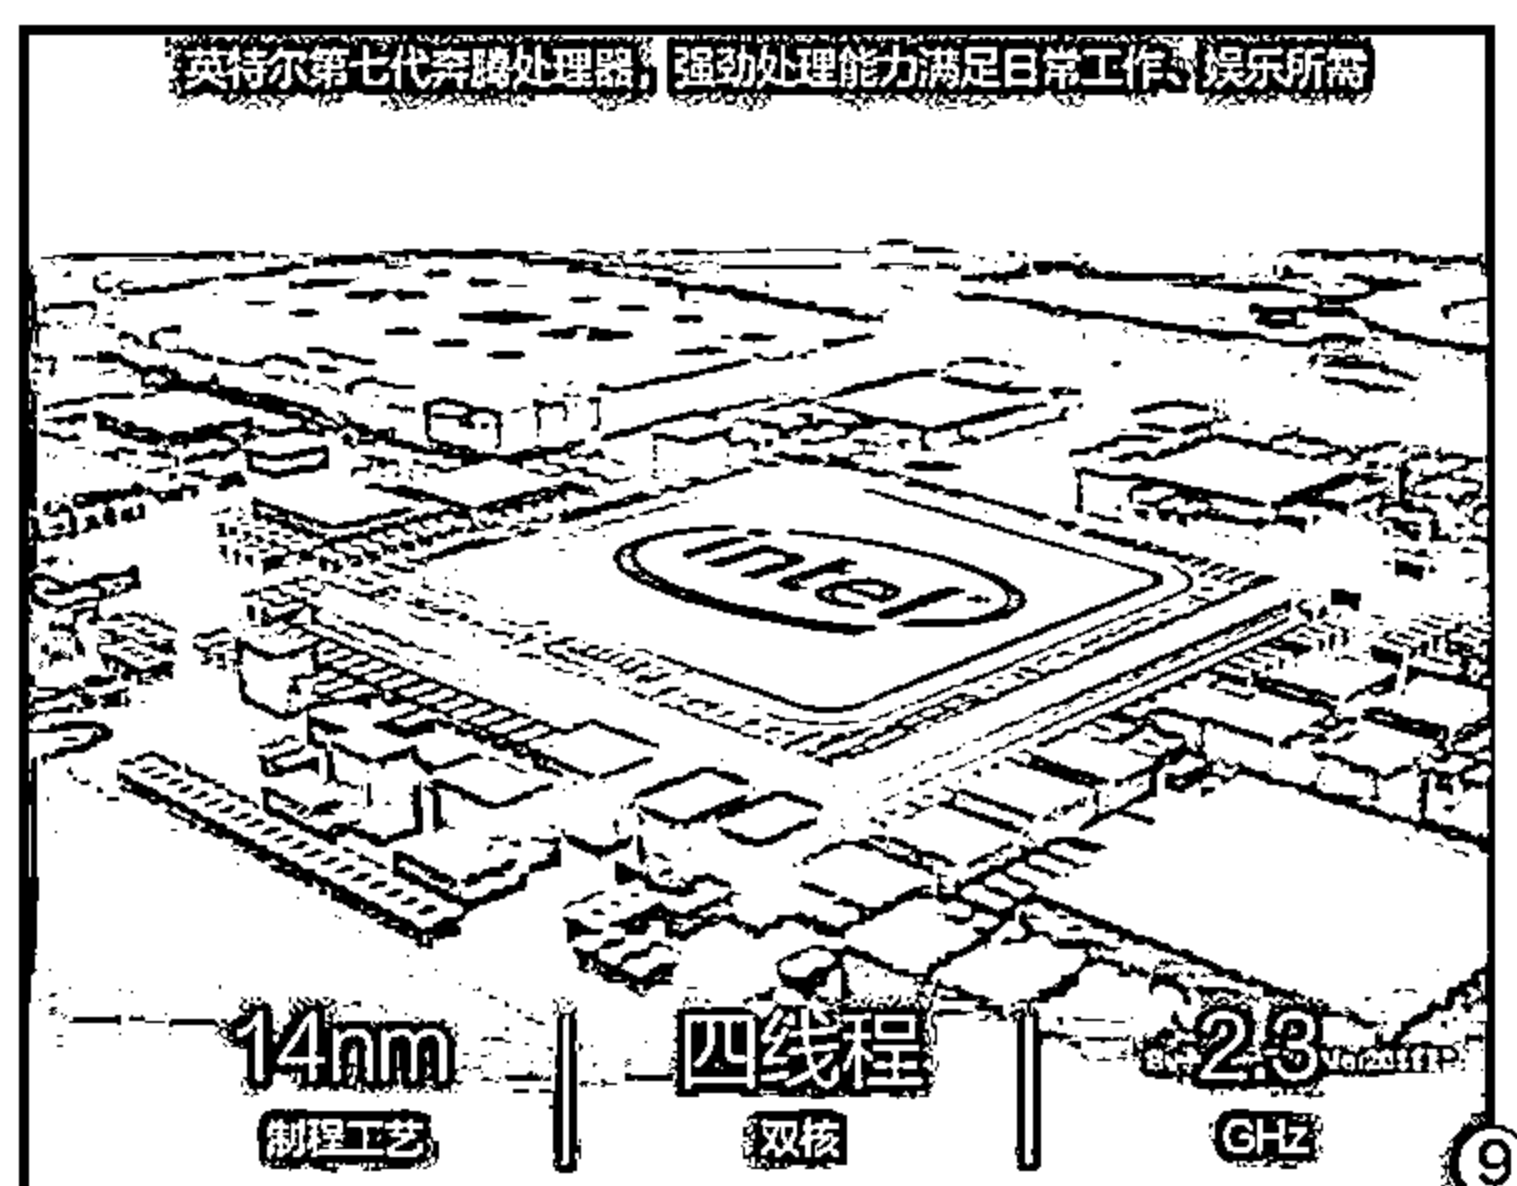 英特尔第七代奔腾处理器，强劲处理能力满足日常工作、娱乐所需
intel
14nm 四线程 2.3
制程工艺 双核 GHz
9